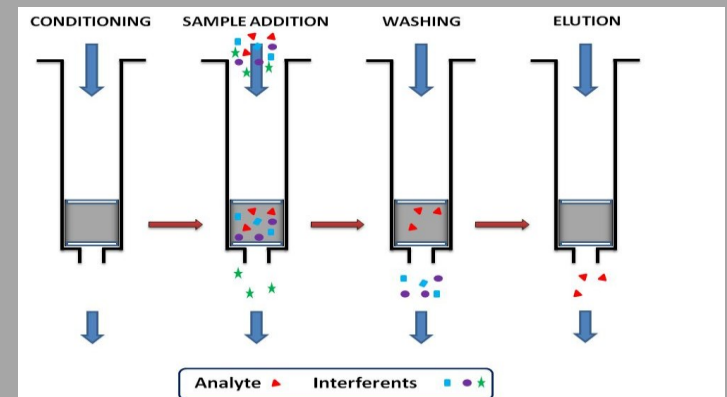 CONDITIONING SAMPLE ADDITION WASHING ELUTION
Analyte Interferents